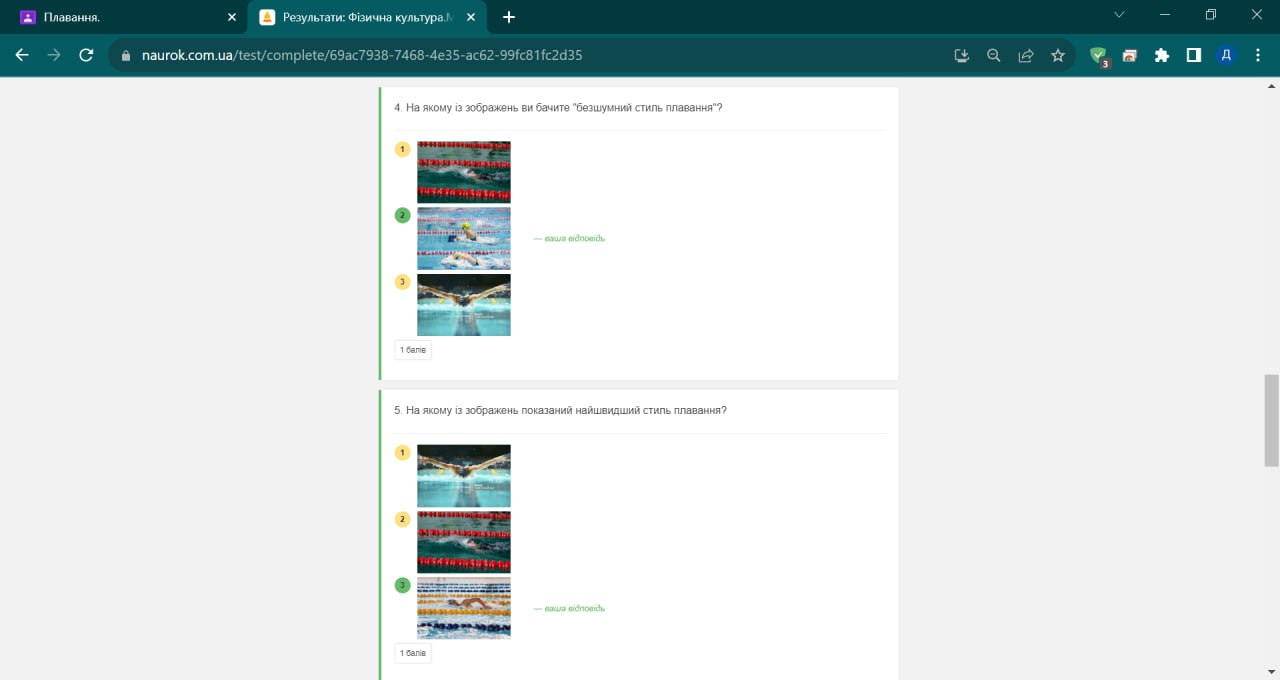 Плавання.
Результати: Фізична культура.М
naurok.com.ua/test/complete/69ac7938-7468-4e35-ac62-99fc81fc2d35
3
Д
4. На якому із зображень ви бачите "безшумний стиль плавання"?
1
2
— ваша відповідь
3
1 балів
5. На якому із зображень показаний найшвидший стиль плавання?
1
2
3
— ваша відповідь
1 балів